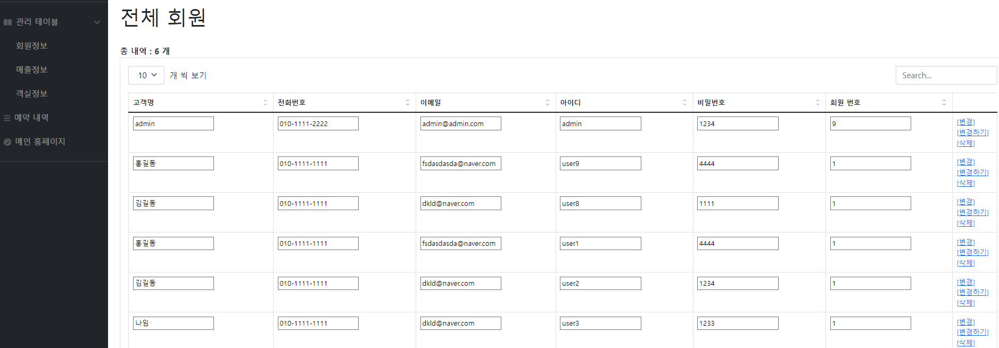 관리 테이블
회원정보
매출정보
객실정보
예약 내역
메인 홈페이지
전체 회원
총 내역 : 6 개
10 개 씩 보기
Search...
고객명 전화번호 이메일 아이디 비밀번호 회원 번호
admin 010-1111-2222 admin@admin.com admin 1234 9 [변경]
[변경하기]
[삭제]
홍길동 010-1111-1111 fsdasdasda@naver.com user9 4444 1 [변경]
[변경하기]
[삭제]
김길동 010-1111-1111 dkld@naver.com user8 1111 1 [변경]
[변경하기]
[삭제]
홍길동 010-1111-1111 fsdasdasda@naver.com user1 4444 1 [변경]
[변경하기]
[삭제]
김길동 010-1111-1111 dkld@naver.com user2 1234 1 [변경]
[변경하기]
[삭제]
나임 010-1111-1111 dkld@naver.com user3 1233 1 [변경]
[변경하기]
[삭제]